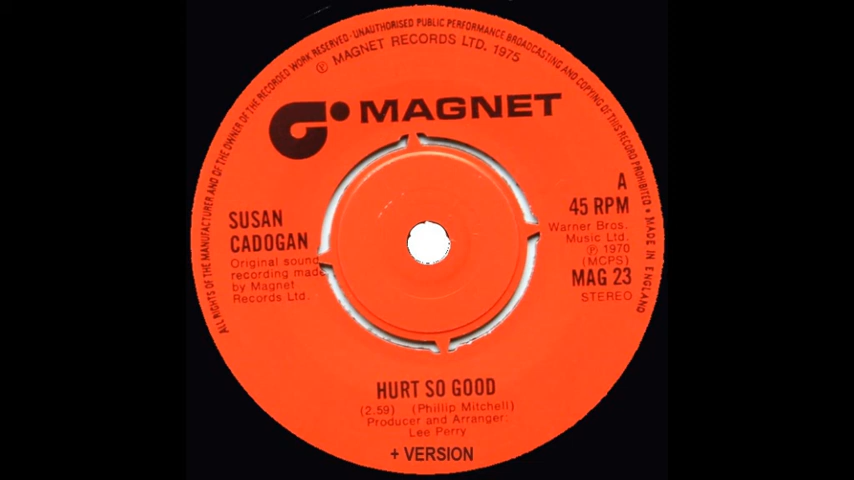 ALL RIGHTS OF THE MANUFACTURER AND OF THE OWNER OF THE RECORDED WORK RESERVED · UNAUTHORISED PUBLIC PERFORMANCE BROADCASTING AND COPYING OF THIS RECORD PROHIBITED • MADE IN ENGLAND
℗ MAGNET RECORDS LTD. 1975
MAGNET
SUSAN
CADOGAN
Original sound
recording made
by Magnet
Records Ltd.
A
45 RPM
Warner Bros.
Music Ltd.
℗ 1970
(MCPS)
MAG 23
STEREO
HURT SO GOOD
(2.59) (Phillip Mitchell)
Producer and Arranger:
Lee Perry
+ VERSION